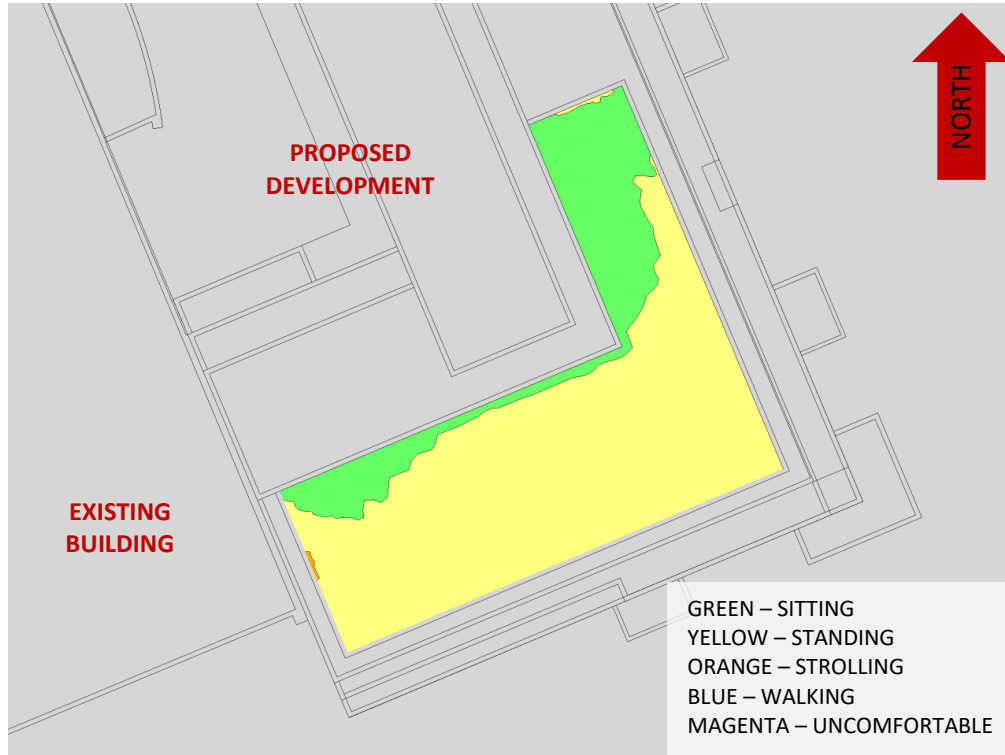 NORTH
PROPOSED
DEVELOPMENT
EXISTING
BUILDING
GREEN – SITTING
YELLOW – STANDING
ORANGE – STROLLING
BLUE – WALKING
MAGENTA – UNCOMFORTABLE